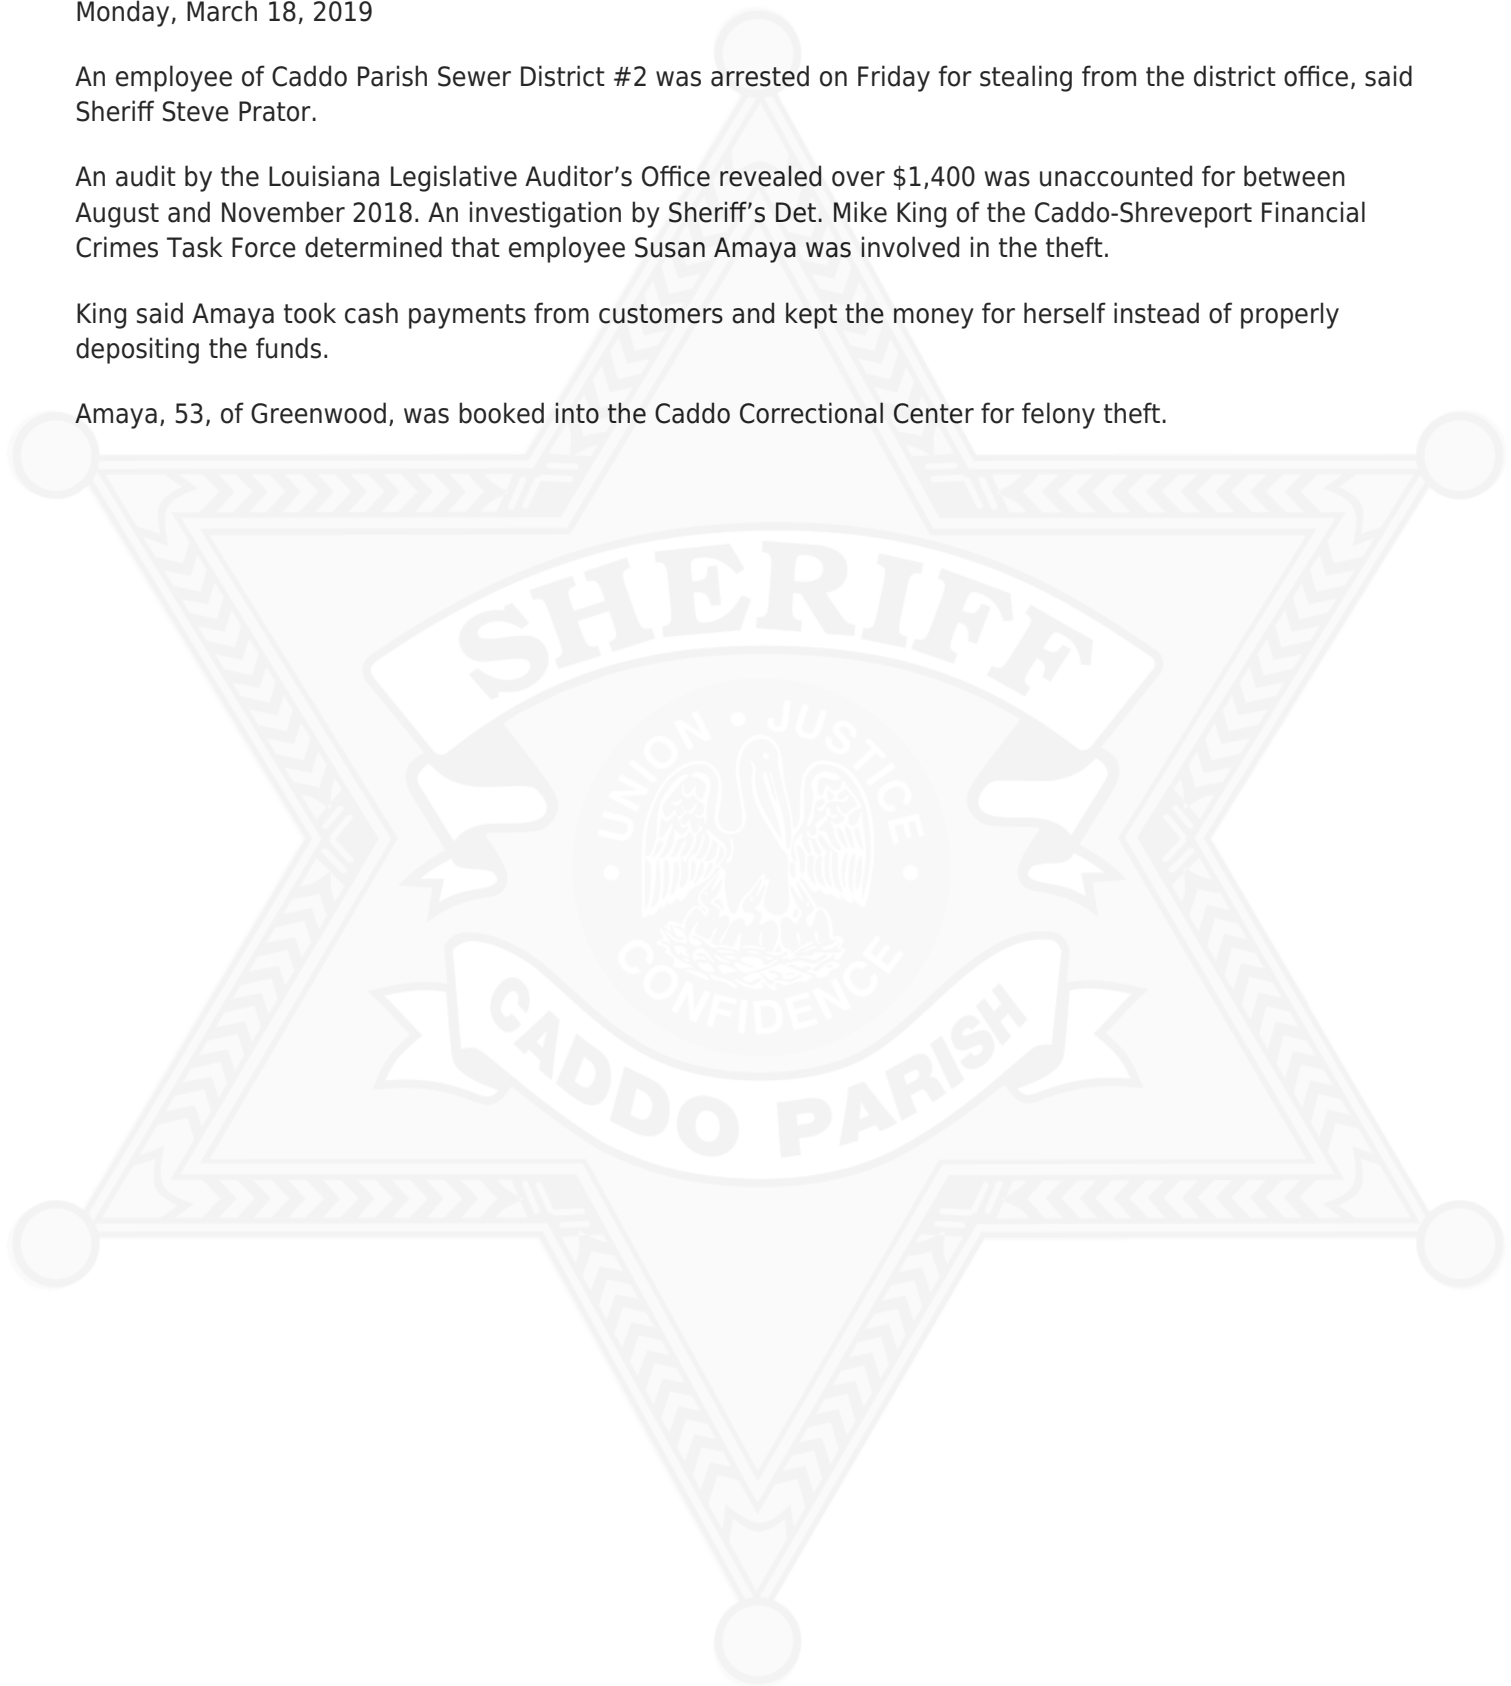 Monday, March 18, 2019
An employee of Caddo Parish Sewer District #2 was arrested on Friday for stealing from the district office, said
Sheriff Steve Prator.
An audit by the Louisiana Legislative Auditor’s Office revealed over $1,400 was unaccounted for between
August and November 2018. An investigation by Sheriff’s Det. Mike King of the Caddo-Shreveport Financial
Crimes Task Force determined that employee Susan Amaya was involved in the theft.
King said Amaya took cash payments from customers and kept the money for herself instead of properly
depositing the funds.
Amaya, 53, of Greenwood, was booked into the Caddo Correctional Center for felony theft.
SHERIFF
UNION • JUSTICE
• CONFIDENCE •
CADDO PARISH